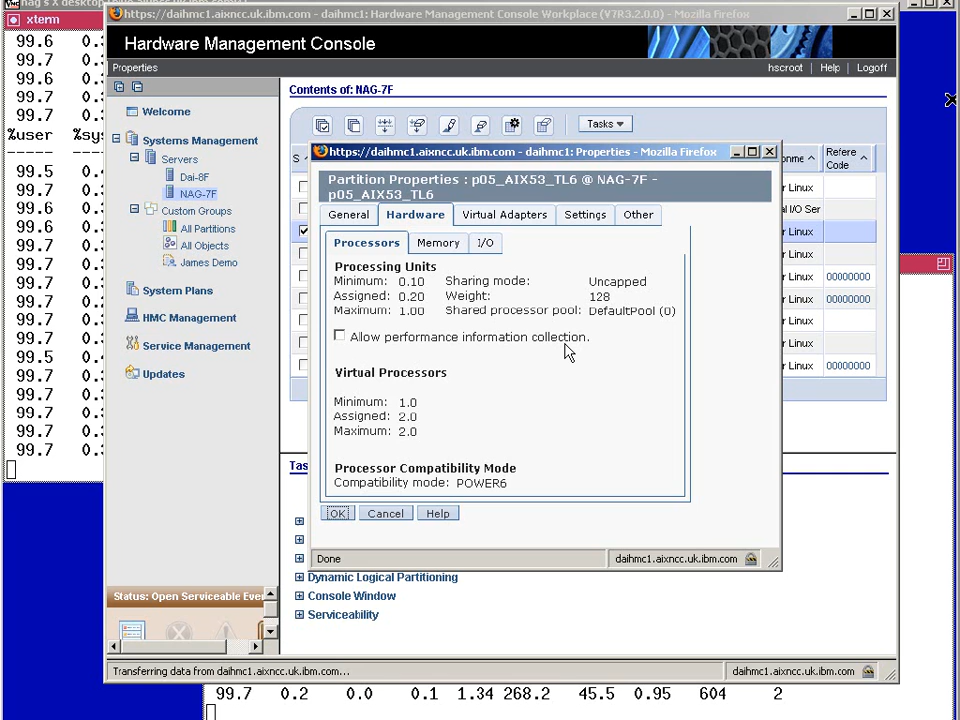 nag's X desktop
xterm
99.6
99.7
99.6
99.7
99.7
%user %sy
----- ----
99.5
99.7
99.6
99.6
99.7
99.6
99.7
99.6
99.7
99.7
99.5
99.7
99.7
99.7
99.7
99.7
https://daihmc1.aixncc.uk.ibm.com - daihmc1: Hardware Management Console Workplace (V7R3.2.0.0) - Mozilla Firefox
Hardware Management Console
Properties
hscroot | Help | Logoff
Welcome
Systems Management
Servers
Dai-8F
NAG-7F
Custom Groups
All Partitions
All Objects
James Demo
System Plans
HMC Management
Service Management
Updates
Status: Open Serviceable Even
Contents of: NAG-7F
Tasks
S
nme ^ Refere Code ^
r Linux
al I/O Ser
r Linux
r Linux
r Linux 00000000
r Linux 00000000
r Linux
r Linux
r Linux 00000000
https://daihmc1.aixncc.uk.ibm.com - daihmc1: Properties - Mozilla Firefox
Partition Properties : p05_AIX53_TL6 @ NAG-7F -
p05_AIX53_TL6
General Hardware Virtual Adapters Settings Other
Processors Memory I/O
Processing Units
Minimum: 0.10 Sharing mode: Uncapped
Assigned: 0.20 Weight: 128
Maximum: 1.00 Shared processor pool: DefaultPool (0)
Allow performance information collection.
Virtual Processors
Minimum: 1.0
Assigned: 2.0
Maximum: 2.0
Processor Compatibility Mode
Compatibility mode: POWER6
OK Cancel Help
Done daihmc1.aixncc.uk.ibm.com
Tas
Dynamic Logical Partitioning
Console Window
Serviceability
Transferring data from daihmc1.aixncc.uk.ibm.com... daihmc1.aixncc.uk.ibm.com
99.7 0.2 0.0 0.1 1.34 268.2 45.5 0.95 604 2